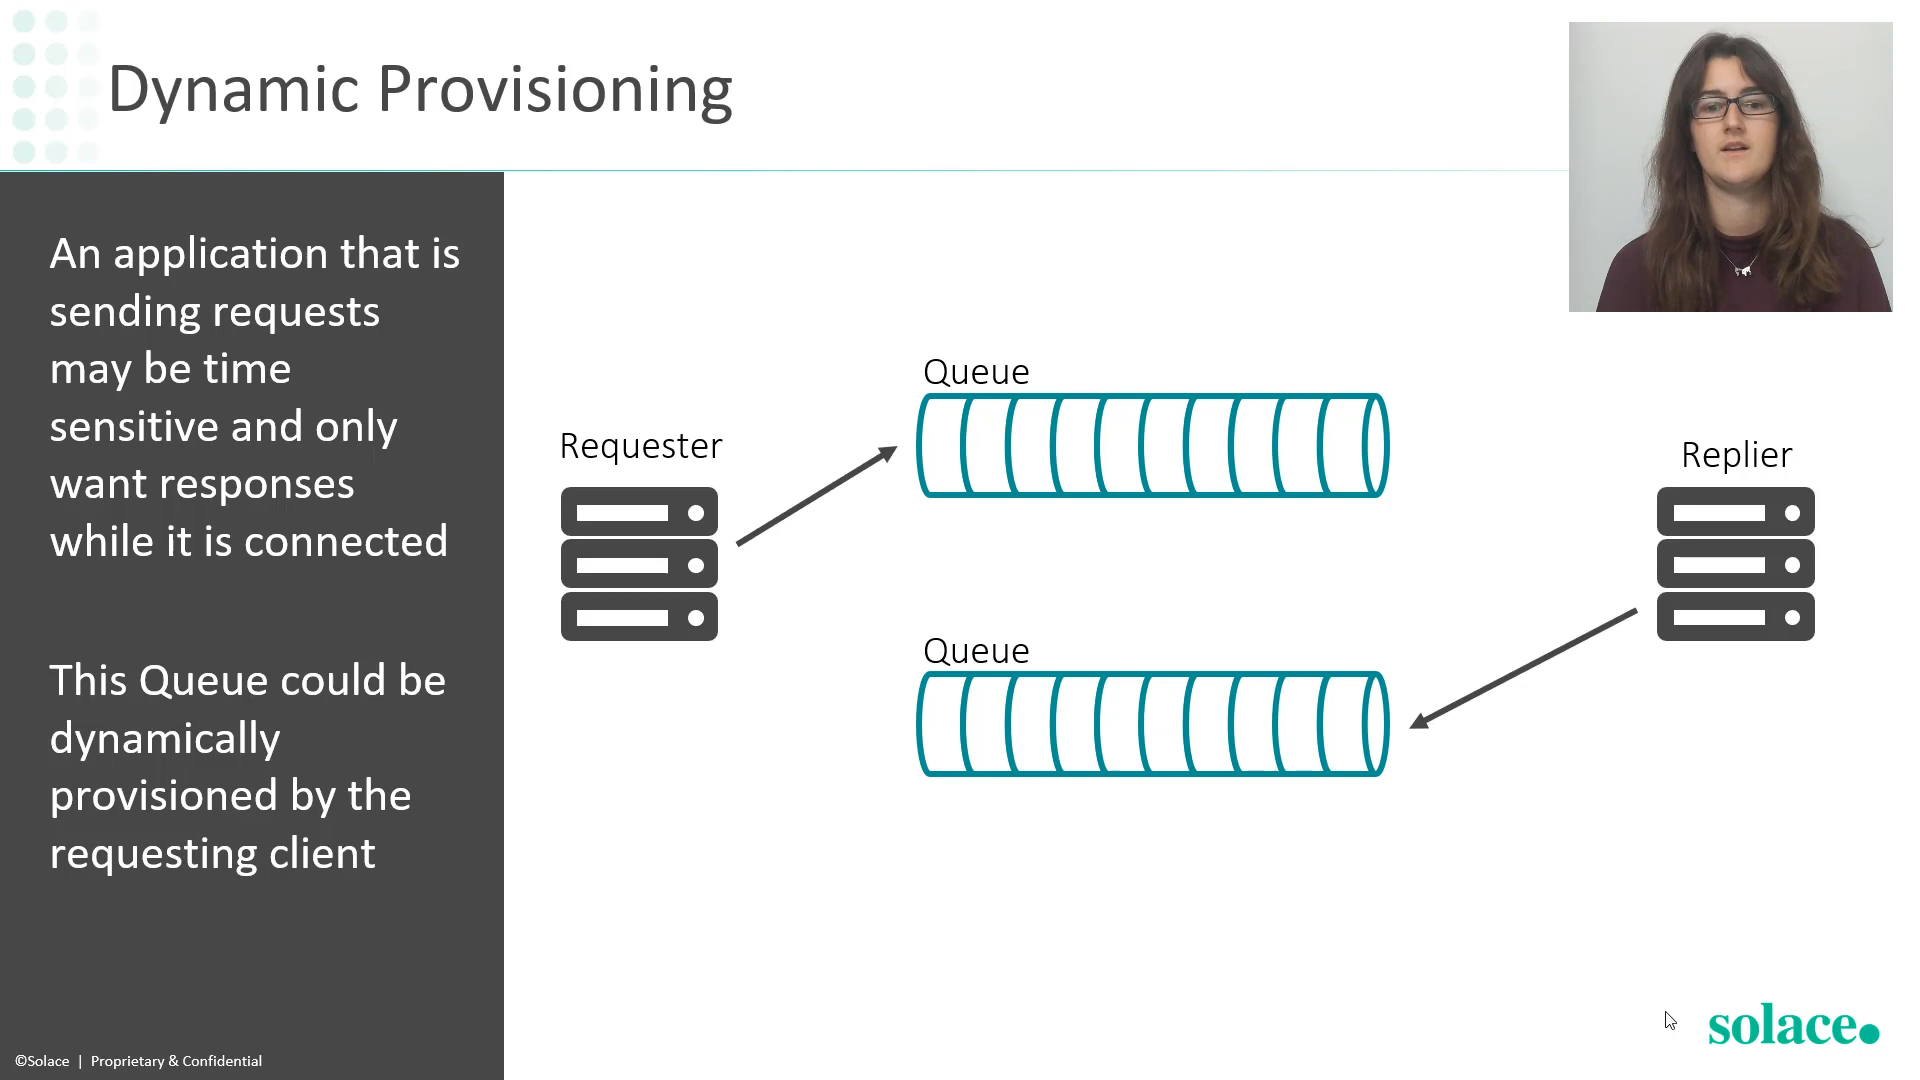 Dynamic Provisioning
An application that is
sending requests
may be time
sensitive and only
want responses
while it is connected
This Queue could be
dynamically
provisioned by the
requesting client
Queue
Requester
Replier
Queue
solace
©Solace | Proprietary & Confidential